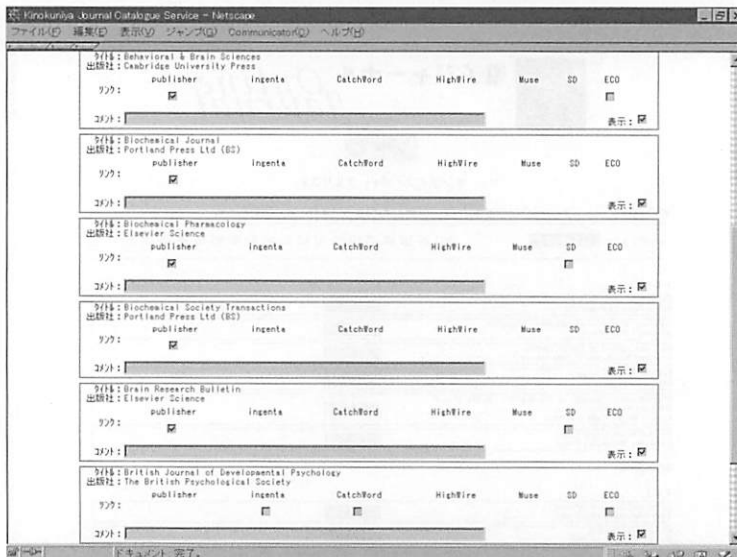 Kinokuniya Journal Catalogue Service - Netscape
ファイル(F) 編集(E) 表示(V) ジャンプ(G) Communicator(C) ヘルプ(H)
タイトル : Behavioral & Brain Sciences
出版社 : Cambridge University Press
publisher ingenta CatchWord HighWire Muse SD ECO
リンク :
コメント : 表示 :
タイトル : Biochemical Journal
出版社 : Portland Press Ltd (BS)
publisher ingenta CatchWord HighWire Muse SD ECO
リンク :
コメント : 表示 :
タイトル : Biochemical Pharmacology
出版社 : Elsevier Science
publisher ingenta CatchWord HighWire Muse SD ECO
リンク :
コメント : 表示 :
タイトル : Biochemical Society Transactions
出版社 : Portland Press Ltd (BS)
publisher ingenta CatchWord HighWire Muse SD ECO
リンク :
コメント : 表示 :
タイトル : Brain Research Bulletin
出版社 : Elsevier Science
publisher ingenta CatchWord HighWire Muse SD ECO
リンク :
コメント : 表示 :
タイトル : British Journal of Developmental Psychology
出版社 : The British Psychological Society
publisher ingenta CatchWord HighWire Muse SD ECO
リンク :
コメント : 表示 :
ドキュメント 完了。